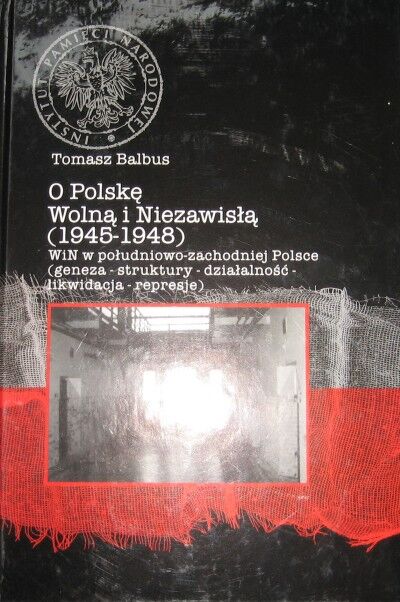 INSTYTUT PAMIĘCI NARODOWEJ
Tomasz Balbus
O Polskę
Wolną i Niezawisłą
(1945-1948)
WiN w południowo-zachodniej Polsce
(geneza - struktury - działalność -
likwidacja - represje)